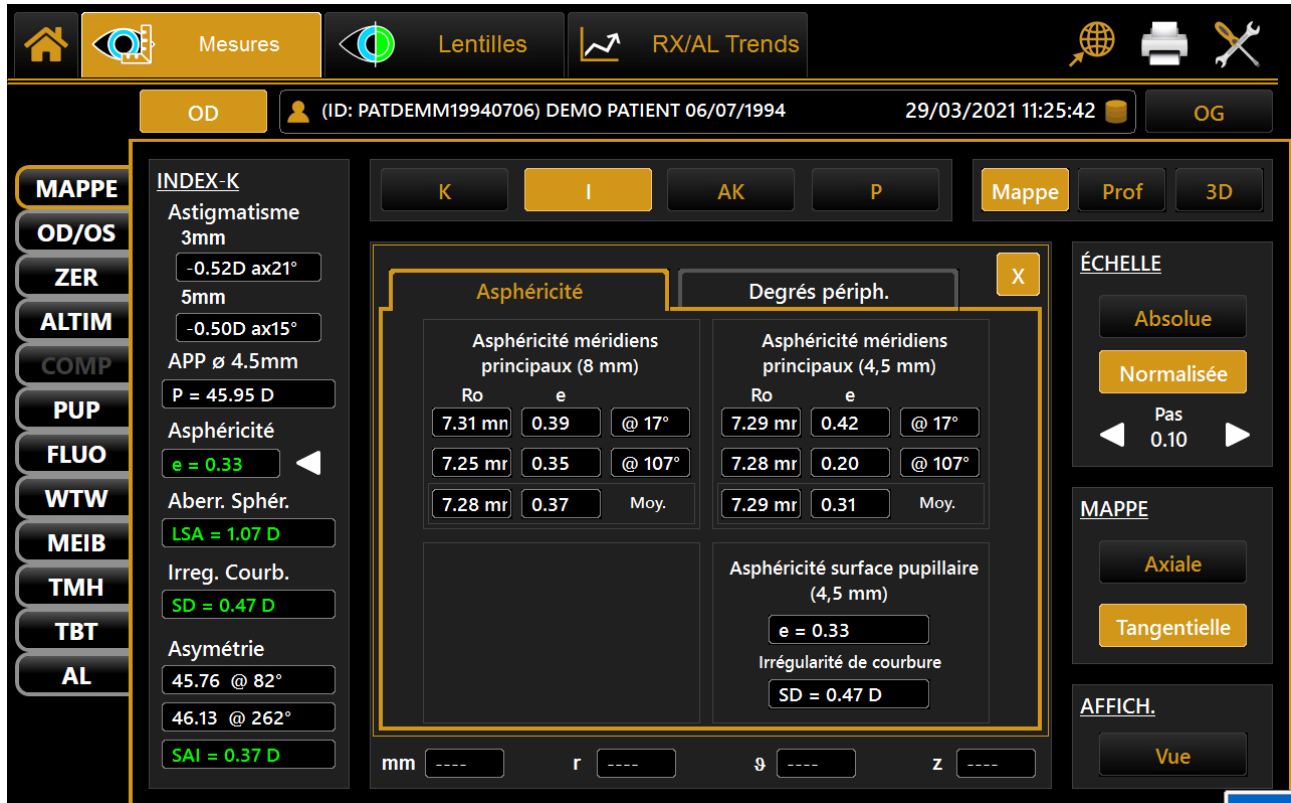 Mesures
Lentilles
RX/AL Trends
OD
(ID: PATDEMM19940706) DEMO PATIENT 06/07/1994
29/03/2021 11:25:42
OG
MAPPE
OD/OS
ZER
ALTIM
COMP
PUP
FLUO
WTW
MEIB
TMH
TBT
AL
INDEX-K
Astigmatisme
3mm
-0.52D ax21°
5mm
-0.50D ax15°
APP ø 4.5mm
P = 45.95 D
Asphéricité
e = 0.33
Aberr. Sphér.
LSA = 1.07 D
Irreg. Courb.
SD = 0.47 D
Asymétrie
45.76 @ 82°
46.13 @ 262°
SAI = 0.37 D
K
I
AK
P
Mappe
Prof
3D
Asphéricité
Degrés périph.
X
Asphéricité méridiens
principaux (8 mm)
Ro e
7.31 mm 0.39 @ 17°
7.25 mr 0.35 @ 107°
7.28 mr 0.37 Moy.
Asphéricité méridiens
principaux (4,5 mm)
Ro e
7.29 mr 0.42 @ 17°
7.28 mr 0.20 @ 107°
7.29 mr 0.31 Moy.
Asphéricité surface pupillaire
(4,5 mm)
e = 0.33
Irrégularité de courbure
SD = 0.47 D
mm ---- r ---- ϑ ---- z ----
ÉCHELLE
Absolue
Normalisée
Pas
0.10
MAPPE
Axiale
Tangentielle
AFFICH.
Vue